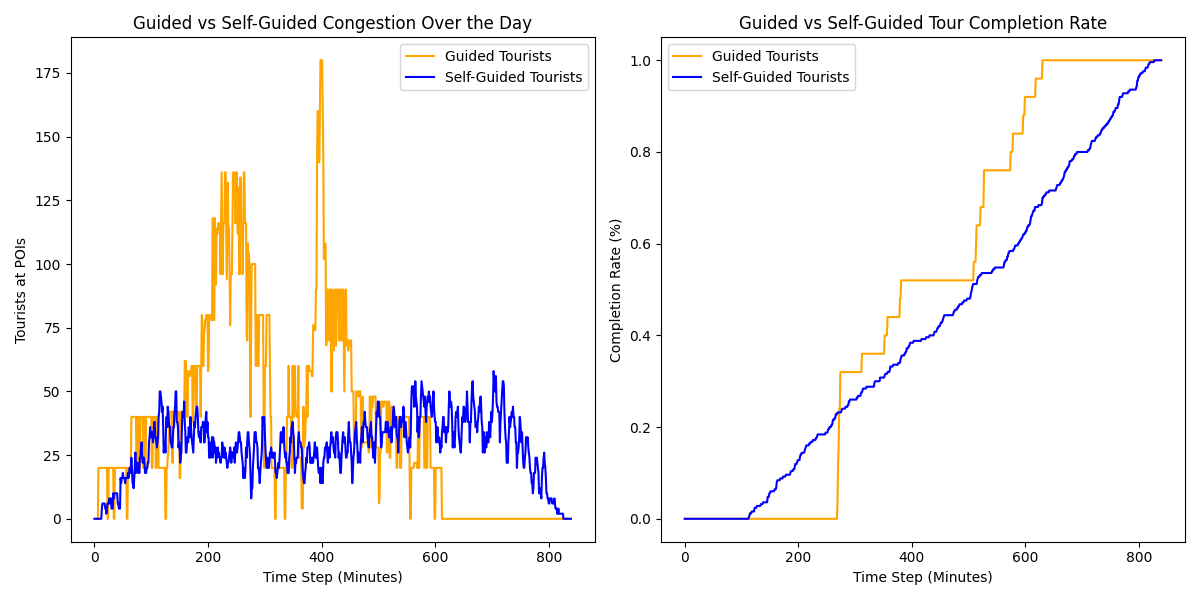 Guided vs Self-Guided Congestion Over the Day
Guided Tourists
Self-Guided Tourists
175
150
125
100
75
50
25
0
Tourists at POIs
0 200 400 600 800
Time Step (Minutes)
Guided vs Self-Guided Tour Completion Rate
Guided Tourists
Self-Guided Tourists
1.0
0.8
0.6
0.4
0.2
0.0
Completion Rate (%)
0 200 400 600 800
Time Step (Minutes)